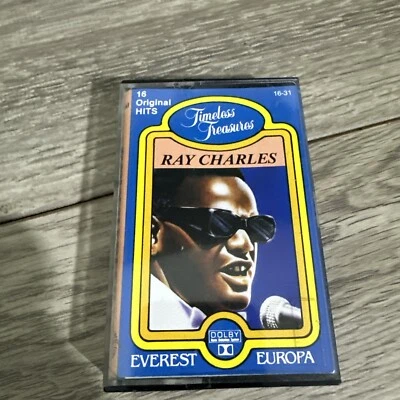 16
Original
HITS
16-31
Timeless
Treasures
RAY CHARLES
DOLBY
EVEREST EUROPA